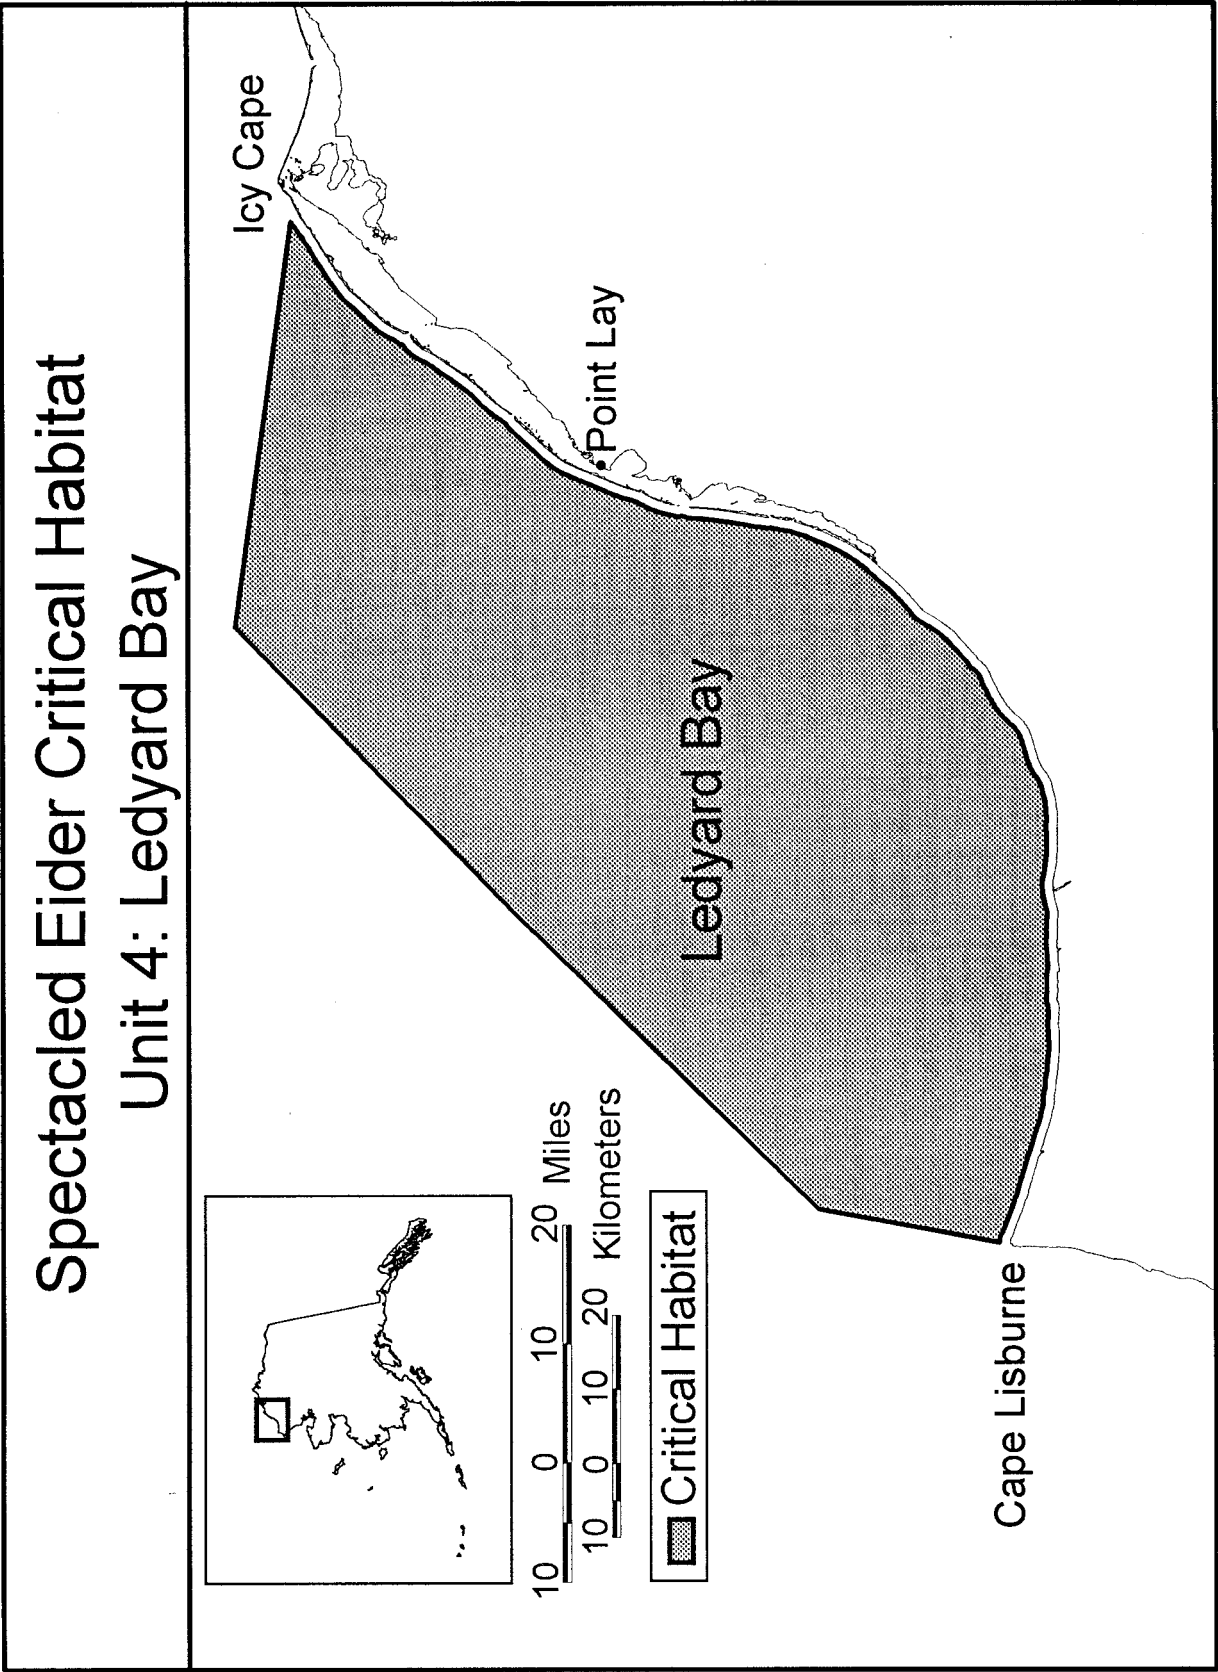 Spectacled Eider Critical Habitat
Unit 4: Ledyard Bay
Icy Cape
Point Lay
Ledyard Bay
10 0 10 20 Miles
10 0 10 20 Kilometers
Critical Habitat
Cape Lisburne